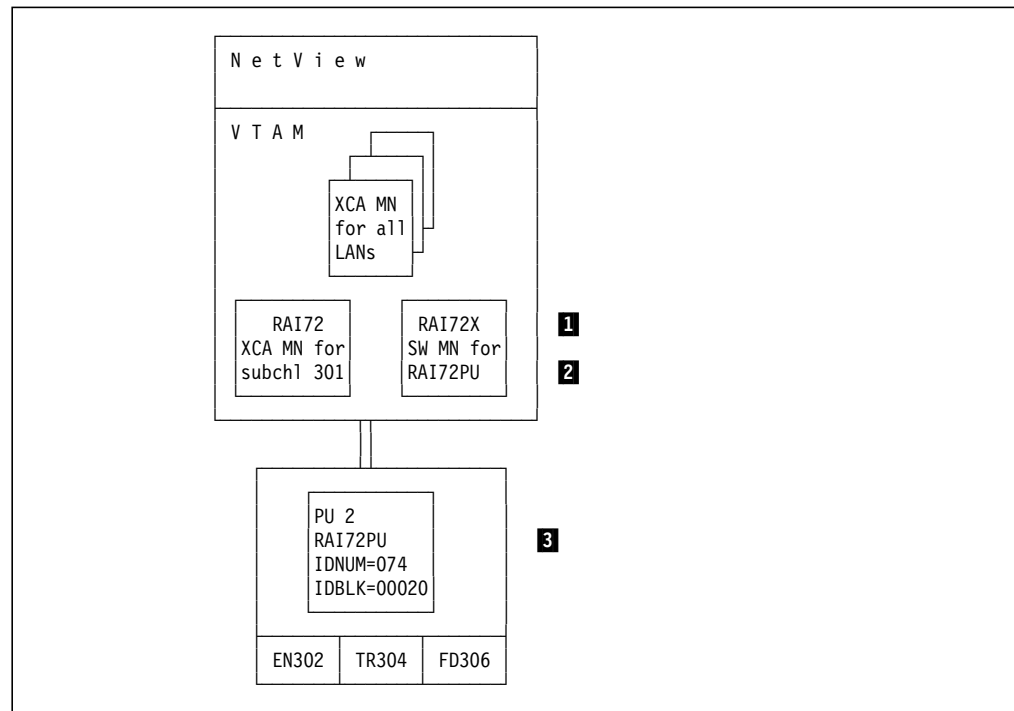 N e t V i e w
V T A M
XCA MN
for all
LANs
RAI72
XCA MN for
subchl 301
RAI72X
SW MN for
RAI72PU
1
2
PU 2
RAI72PU
IDNUM=074
IDBLK=00020
3
EN302
TR304
FD306